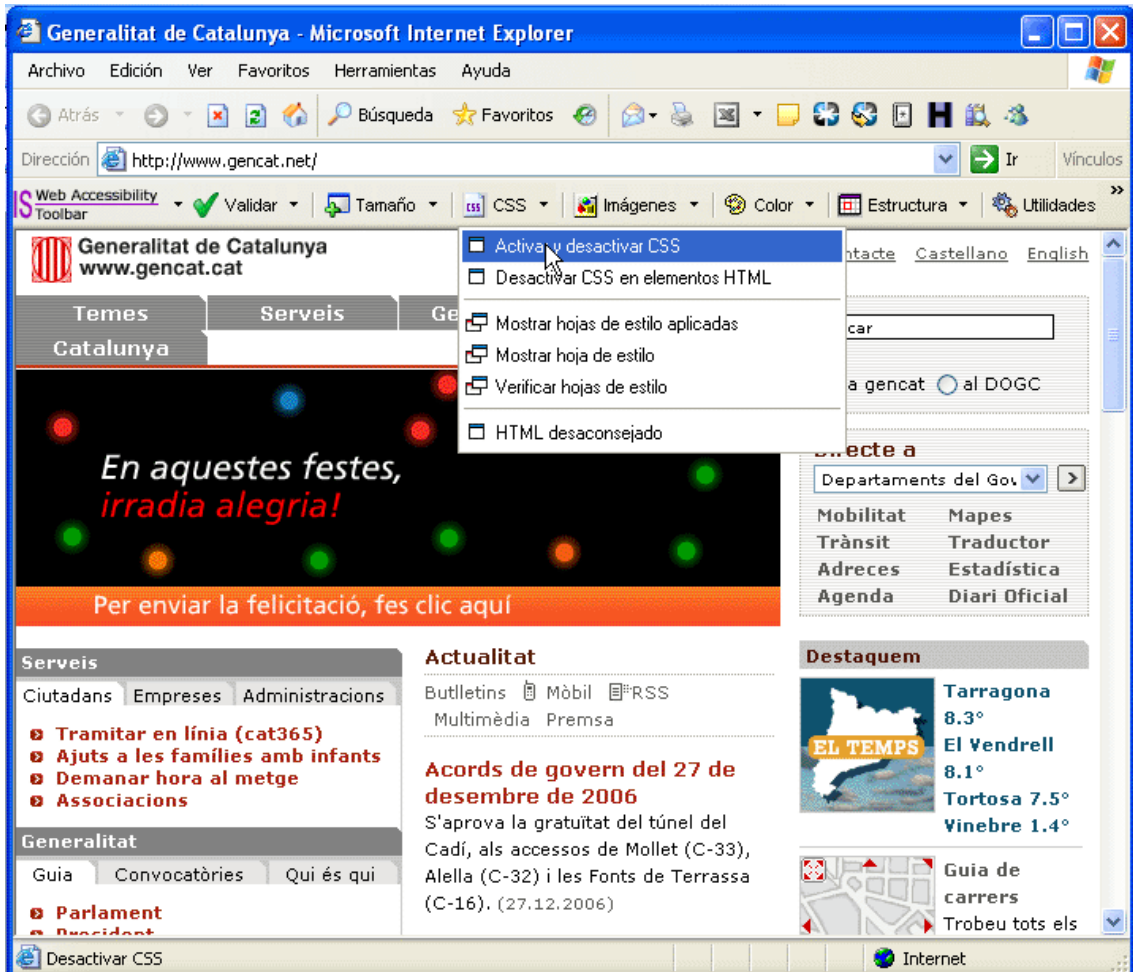 Generalitat de Catalunya - Microsoft Internet Explorer
Archivo Edición Ver Favoritos Herramientas Ayuda
Atrás Búsqueda Favoritos
Dirección http://www.gencat.net/ Ir Vínculos
Web Accessibility Toolbar Validar Tamaño CSS Imágenes Color Estructura Utilidades »
Generalitat de Catalunya
www.gencat.cat
Activar y desactivar CSS
Desactivar CSS en elementos HTML
Mostrar hojas de estilo aplicadas
Mostrar hoja de estilo
Verificar hojas de estilo
HTML desaconsejado
Castellano English
Temes Serveis
Catalunya
a gencat al DOGC
En aquestes festes,
irradia alegria!
Per enviar la felicitació, fes clic aquí
Directe a
Departaments del
Mobilitat Mapes
Trànsit Traductor
Adreces Estadística
Agenda Diari Oficial
Serveis
Ciutadans Empreses Administracions
Tramitar en línia (cat365)
Ajuts a les famílies amb infants
Demanar hora al metge
Associacions
Generalitat
Guia Convocatòries Qui és qui
Parlament
President
Actualitat
Butlletins Mòbil RSS
Multimèdia Premsa
Acords de govern del 27 de
desembre de 2006
S'aprova la gratuïtat del túnel del
Cadí, als accessos de Mollet (C-33),
Alella (C-32) i les Fonts de Terrassa
(C-16). (27.12.2006)
Destaquem
EL TEMPS
Tarragona
8.3°
El Vendrell
8.1°
Tortosa 7.5°
Vinebre 1.4°
Guia de
carrers
Trobeu tots els
Desactivar CSS Internet